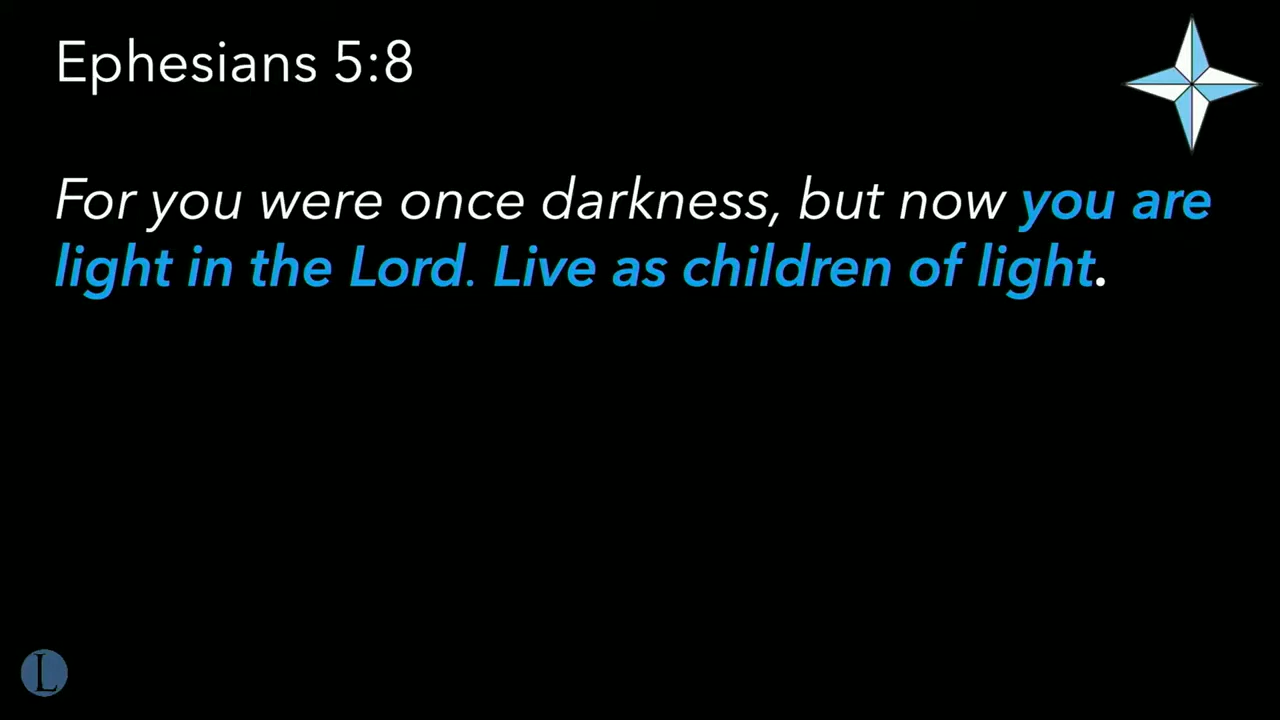 Ephesians 5:8
For you were once darkness, but now you are
light in the Lord. Live as children of light.
L